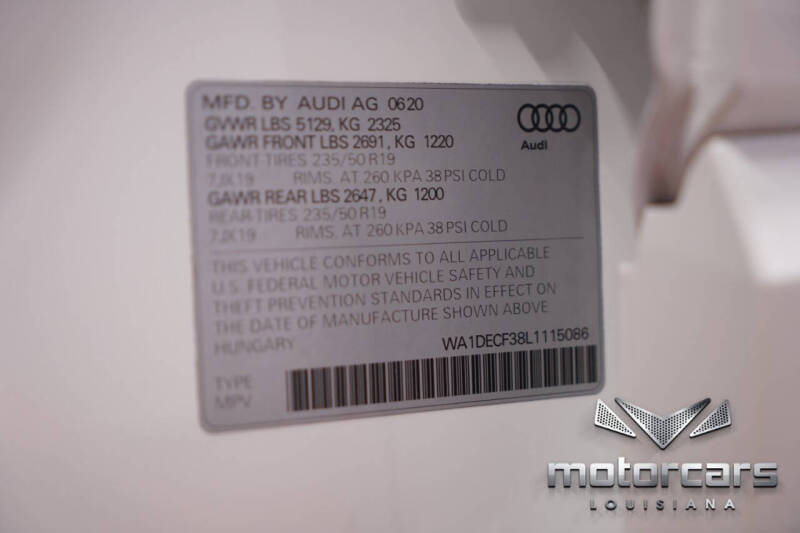 MFD. BY AUDI AG 0620
GVWR LBS 5129, KG 2325
GAWR FRONT LBS 2691, KG 1220
FRONT-TIRES 235/50 R19
7JX19 RIMS, AT 260 KPA 38 PSI COLD
GAWR REAR LBS 2647, KG 1200
REAR-TIRES 235/50 R19
7JX19 RIMS, AT 260 KPA 38 PSI COLD
Audi
THIS VEHICLE CONFORMS TO ALL APPLICABLE
U.S. FEDERAL MOTOR VEHICLE SAFETY AND
THEFT PREVENTION STANDARDS IN EFFECT ON
THE DATE OF MANUFACTURE SHOWN ABOVE
HUNGARY WA1DECF38L1115086
TYPE
MPV
motorcars
LOUISIANA